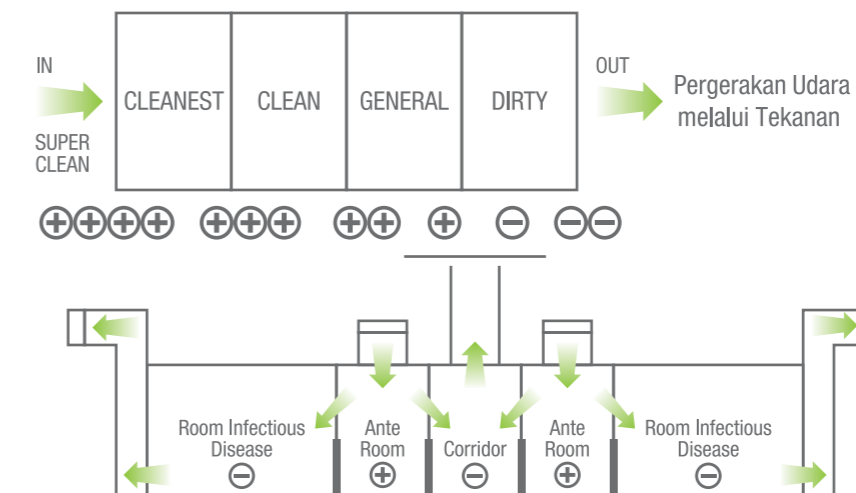 IN
SUPER
CLEAN
CLEANEST
CLEAN
GENERAL
DIRTY
OUT
Pergerakan Udara
melalui Tekanan
⊕⊕⊕⊕ ⊕⊕⊕ ⊕⊕ ⊕ ⊖ ⊖⊖
Room Infectious
Disease
⊖
Ante
Room
⊕
Corridor
⊖
Ante
Room
⊕
Room Infectious
Disease
⊖